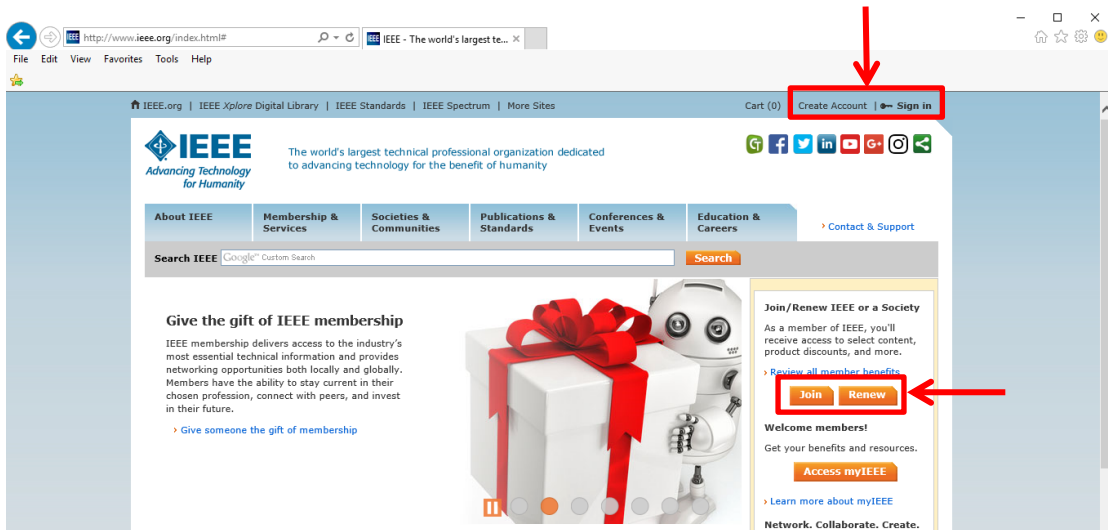 http://www.ieee.org/index.html#
IEEE - The world's largest te...
File Edit View Favorites Tools Help
IEEE.org | IEEE Xplore Digital Library | IEEE Standards | IEEE Spectrum | More Sites
Cart (0) Create Account | Sign in
IEEE
Advancing Technology
for Humanity
The world's largest technical professional organization dedicated
to advancing technology for the benefit of humanity
About IEEE
Membership &
Services
Societies &
Communities
Publications &
Standards
Conferences &
Events
Education &
Careers
Contact & Support
Search IEEE Google™ Custom Search Search
Give the gift of IEEE membership
IEEE membership delivers access to the industry's
most essential technical information and provides
networking opportunities both locally and globally.
Members have the ability to stay current in their
chosen profession, connect with peers, and invest
in their future.
Give someone the gift of membership
Join/Renew IEEE or a Society
As a member of IEEE, you'll
receive access to select content,
product discounts, and more.
Review all member benefits
Join Renew
Welcome members!
Get your benefits and resources.
Access myIEEE
Learn more about myIEEE
Network. Collaborate. Create.